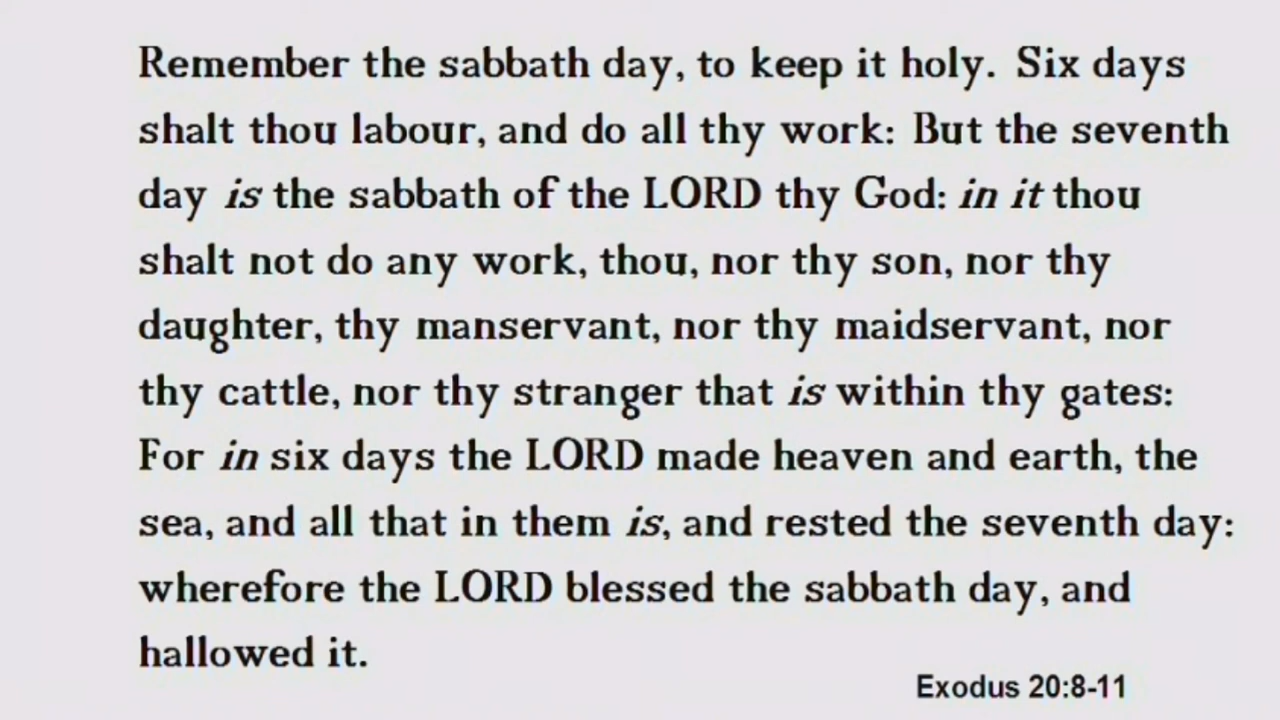 Remember the sabbath day, to keep it holy. Six days
shalt thou labour, and do all thy work: But the seventh
day is the sabbath of the LORD thy God: in it thou
shalt not do any work, thou, nor thy son, nor thy
daughter, thy manservant, nor thy maidservant, nor
thy cattle, nor thy stranger that is within thy gates:
For in six days the LORD made heaven and earth, the
sea, and all that in them is, and rested the seventh day:
wherefore the LORD blessed the sabbath day, and
hallowed it.
Exodus 20:8-11